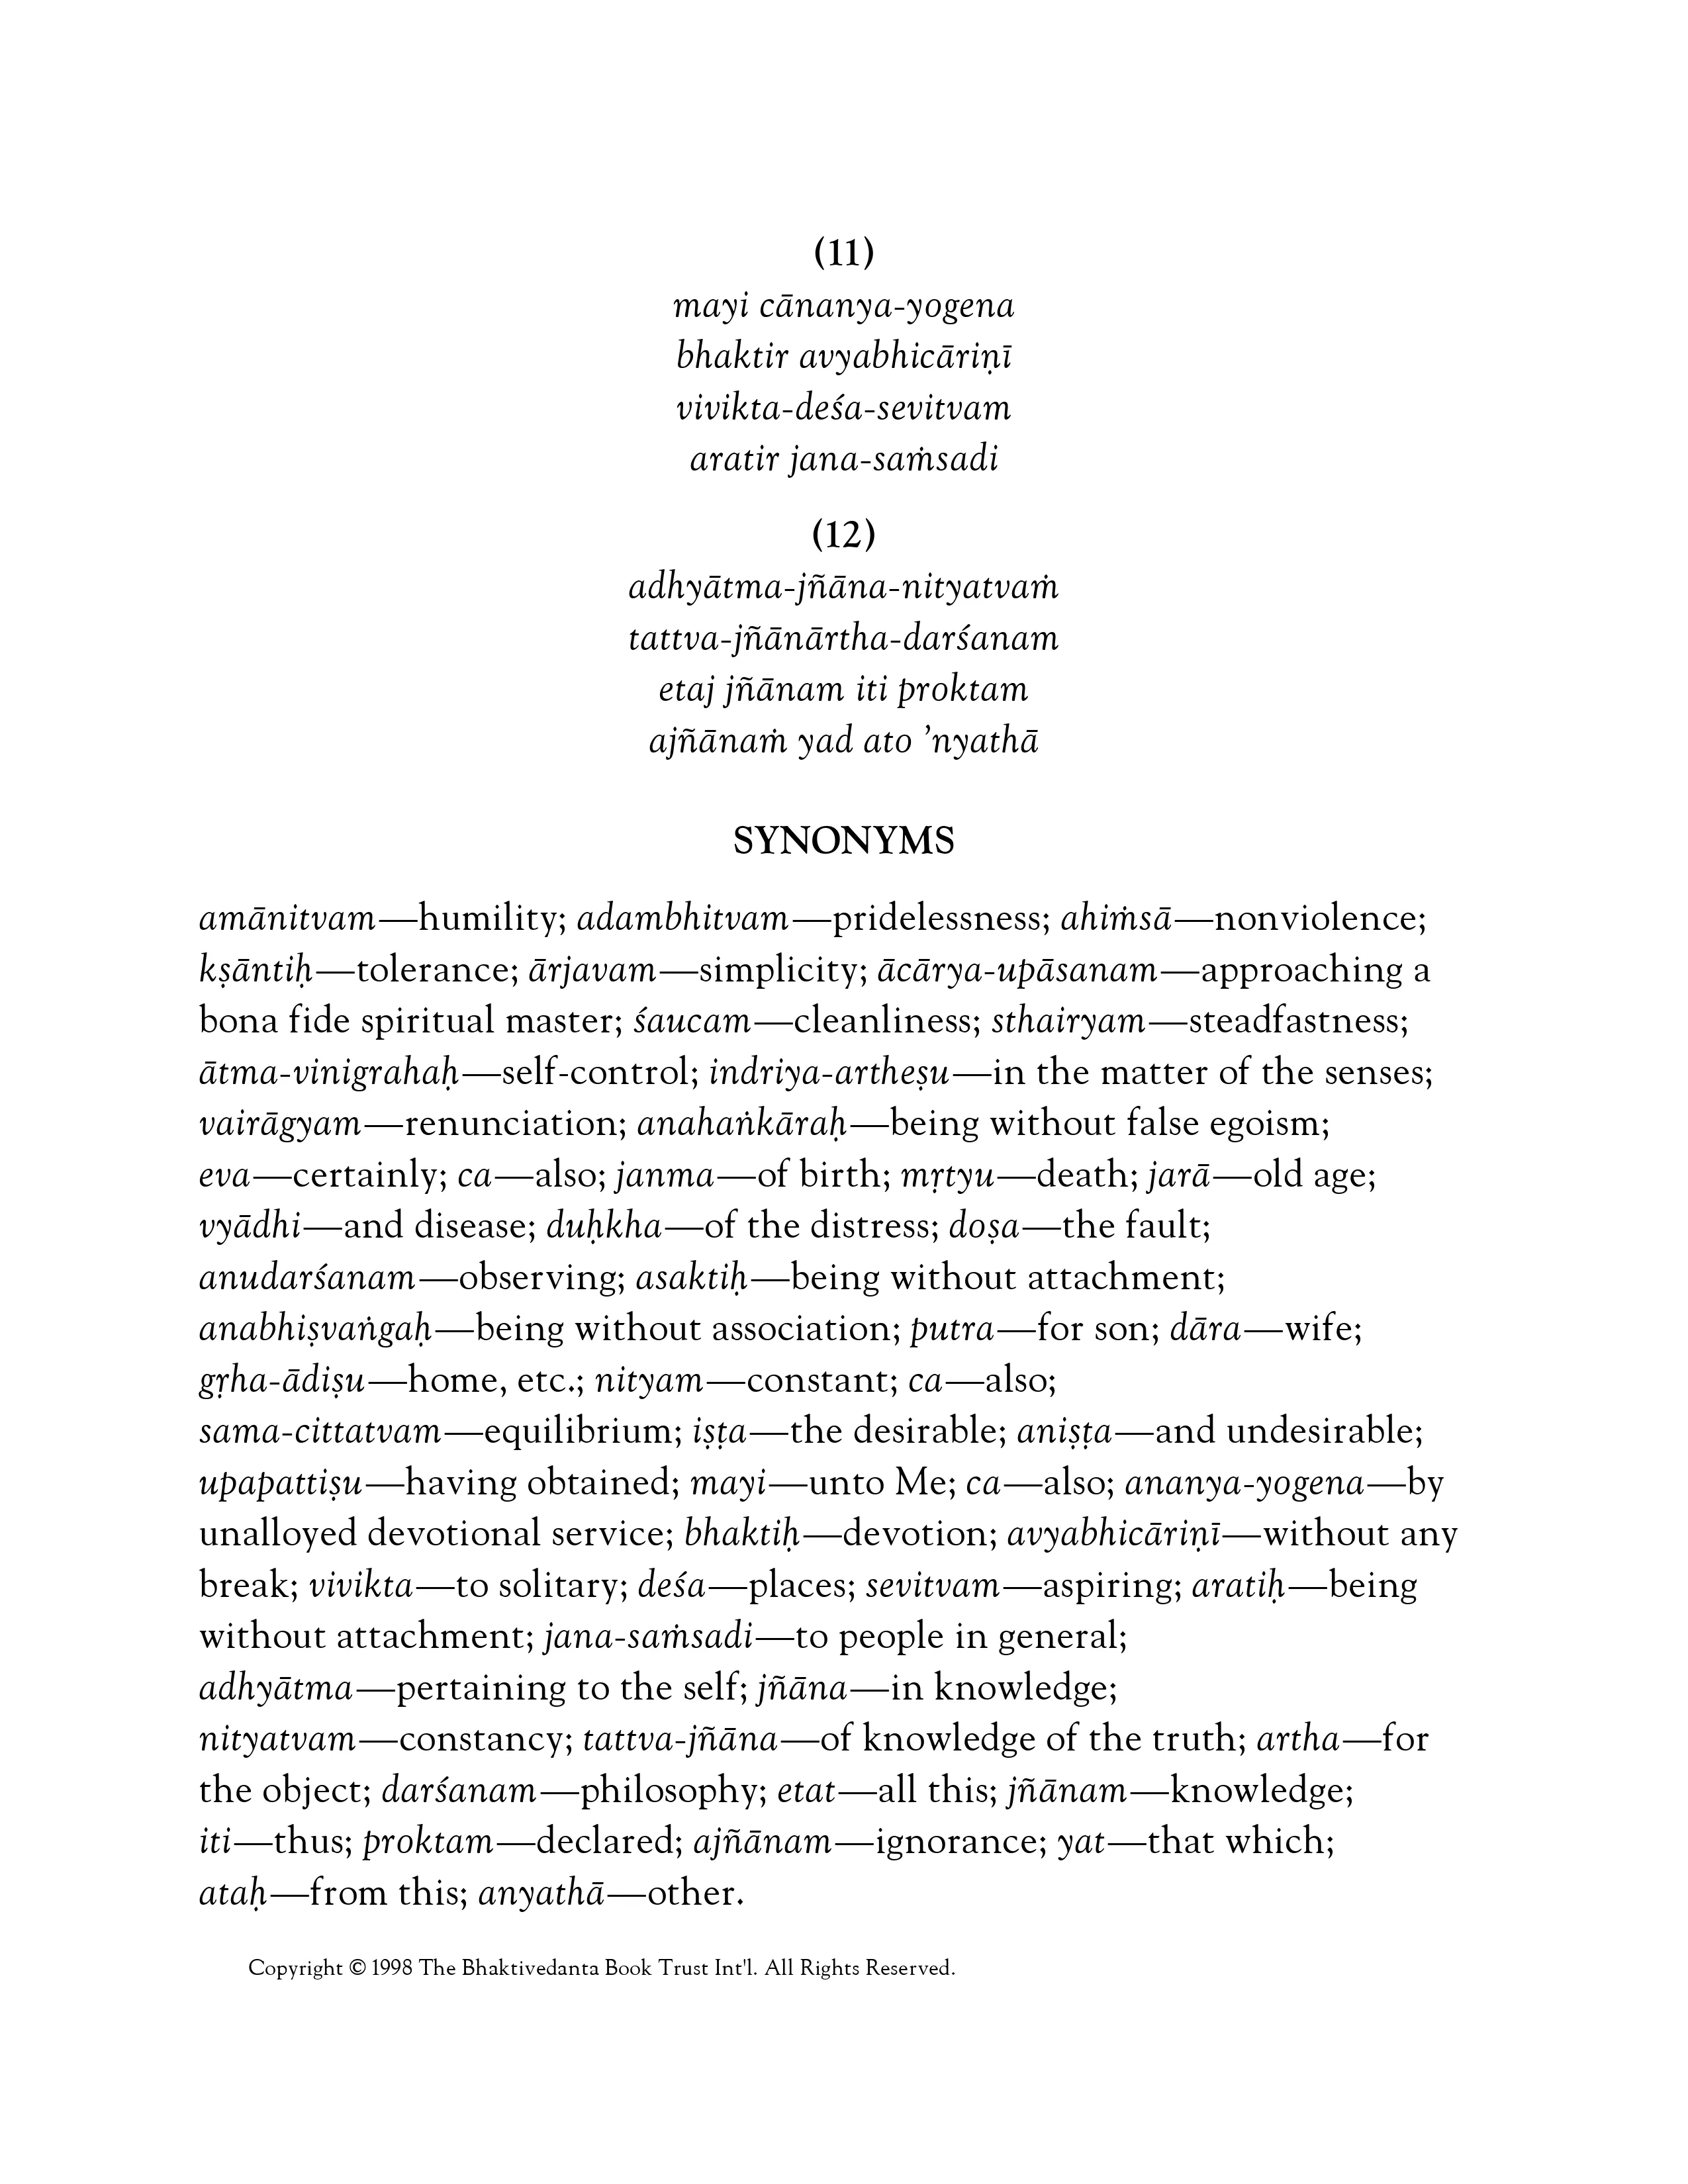 (11)
mayi cānanya-yogena
bhaktir avyabhicāriṇī
vivikta-deśa-sevitvam
aratir jana-saṁsadi
(12)
adhyātma-jñāna-nityatvaṁ
tattva-jñānārtha-darśanam
etaj jñānam iti proktam
ajñānaṁ yad ato ’nyathā
SYNONYMS
amānitvam—humility; adambhitvam—pridelessness; ahiṁsā—nonviolence;
kṣāntiḥ—tolerance; ārjavam—simplicity; ācārya-upāsanam—approaching a
bona fide spiritual master; śaucam—cleanliness; sthairyam—steadfastness;
ātma-vinigrahaḥ—self-control; indriya-artheṣu—in the matter of the senses;
vairāgyam—renunciation; anahaṅkāraḥ—being without false egoism;
eva—certainly; ca—also; janma—of birth; mṛtyu—death; jarā—old age;
vyādhi—and disease; duḥkha—of the distress; doṣa—the fault;
anudarśanam—observing; asaktiḥ—being without attachment;
anabhiṣvaṅgaḥ—being without association; putra—for son; dāra—wife;
gṛha-ādiṣu—home, etc.; nityam—constant; ca—also;
sama-cittatvam—equilibrium; iṣṭa—the desirable; aniṣṭa—and undesirable;
upapattiṣu—having obtained; mayi—unto Me; ca—also; ananya-yogena—by
unalloyed devotional service; bhaktiḥ—devotion; avyabhicāriṇī—without any
break; vivikta—to solitary; deśa—places; sevitvam—aspiring; aratiḥ—being
without attachment; jana-saṁsadi—to people in general;
adhyātma—pertaining to the self; jñāna—in knowledge;
nityatvam—constancy; tattva-jñāna—of knowledge of the truth; artha—for
the object; darśanam—philosophy; etat—all this; jñānam—knowledge;
iti—thus; proktam—declared; ajñānam—ignorance; yat—that which;
ataḥ—from this; anyathā—other.
Copyright © 1998 The Bhaktivedanta Book Trust Int'l. All Rights Reserved.